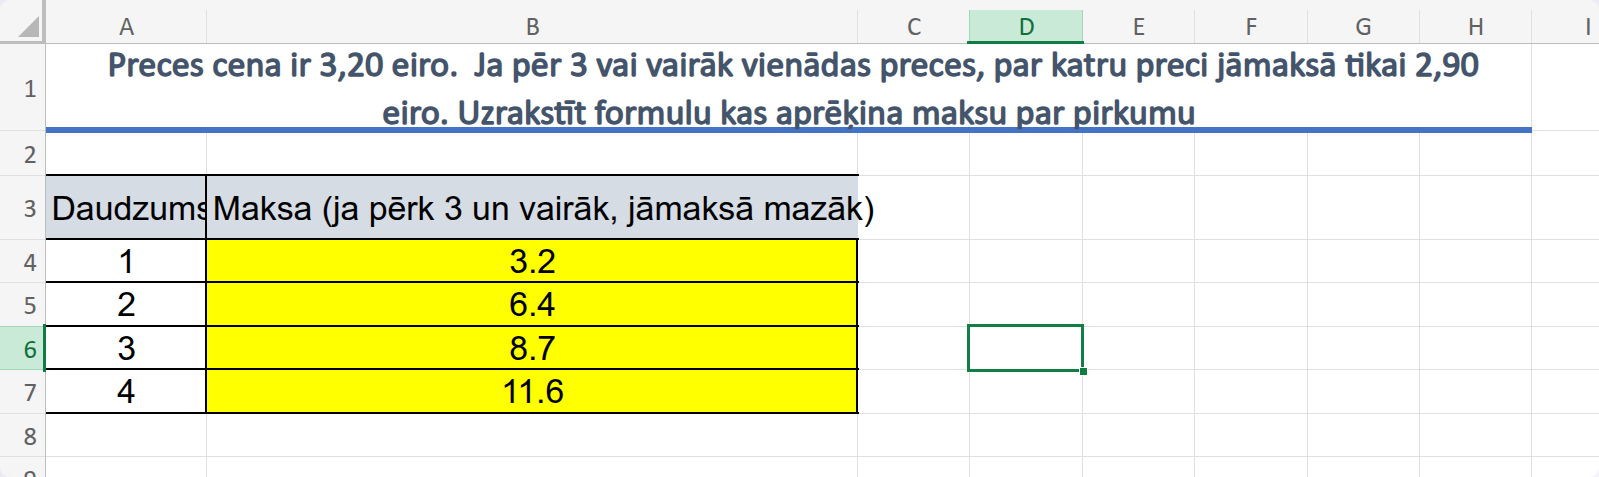 A B C D E F G H I
1 Preces cena ir 3,20 eiro.  Ja pēr 3 vai vairāk vienādas preces, par katru preci jāmaksā tikai 2,90
eiro. Uzrakstīt formulu kas aprēķina maksu par pirkumu
2
3 Daudzums Maksa (ja pērk 3 un vairāk, jāmaksā mazāk)
4 1 3.2
5 2 6.4
6 3 8.7
7 4 11.6
8